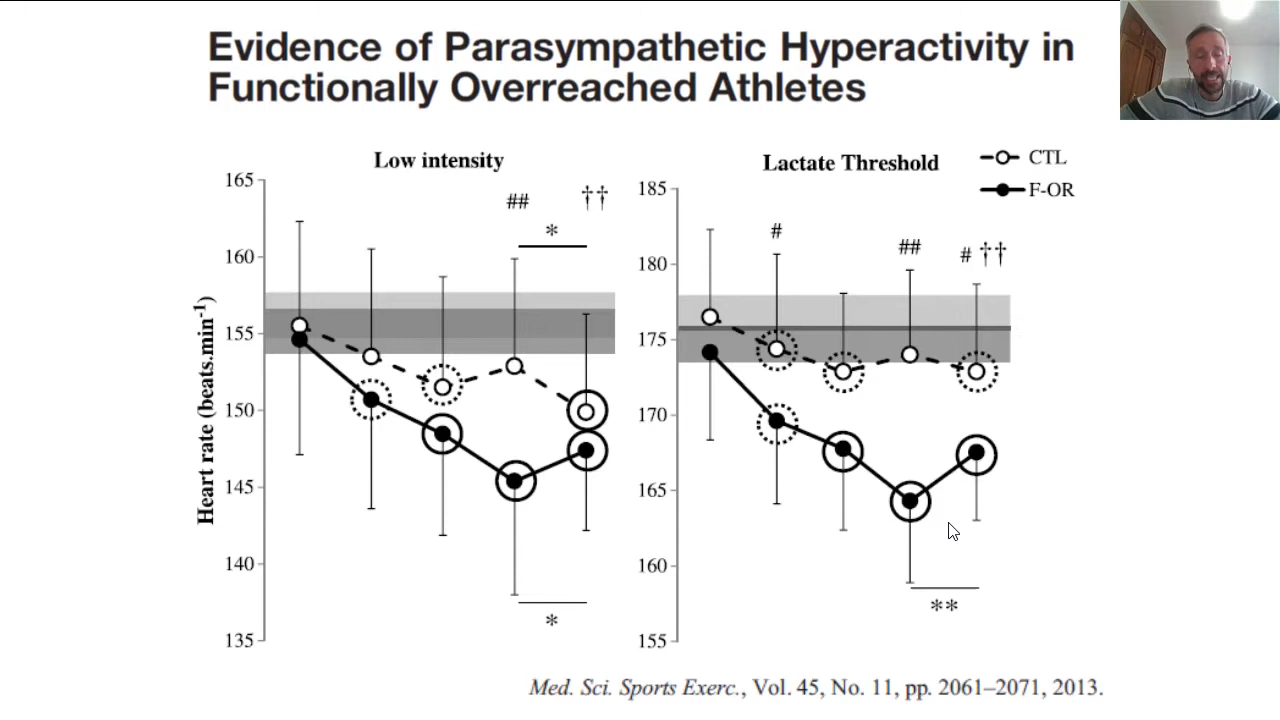 Evidence of Parasympathetic Hyperactivity in
Functionally Overreached Athletes
Low intensity
Lactate Threshold
CTL
F-OR
Heart rate (beats.min-1)
165
160
155
150
145
140
135
##
††
*
*
185
180
175
170
165
160
155
#
##
# ††
**
Med. Sci. Sports Exerc., Vol. 45, No. 11, pp. 2061–2071, 2013.